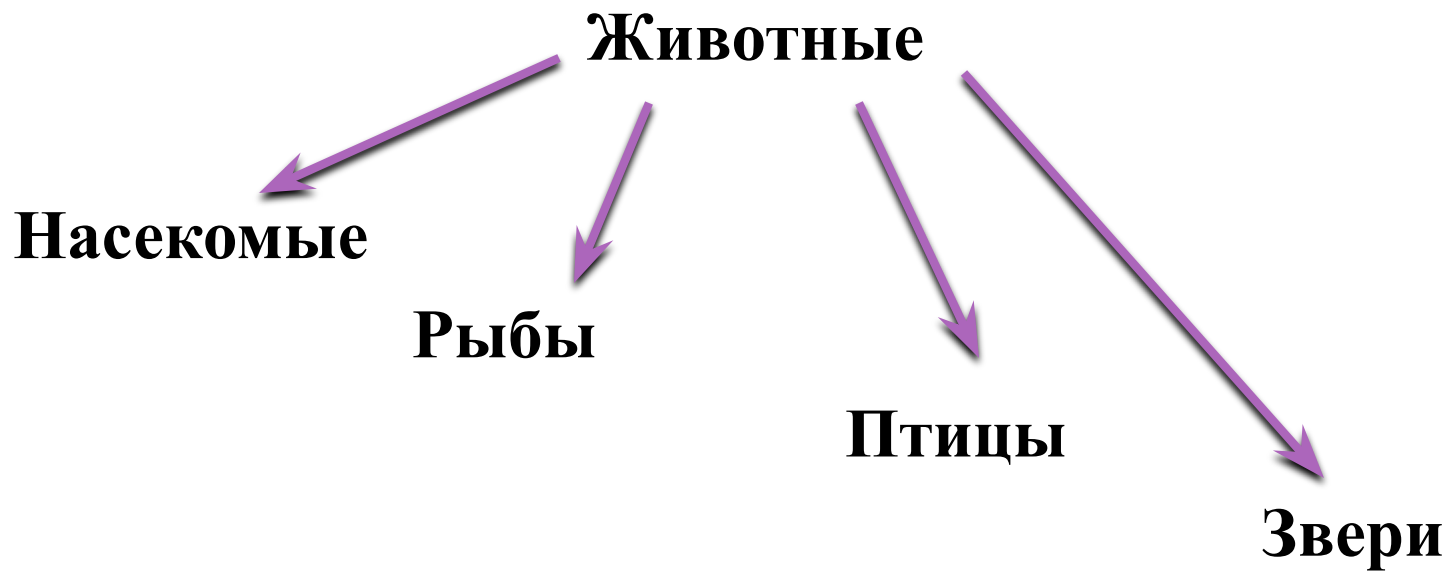 Животные
Насекомые
Рыбы
Птицы
Звери